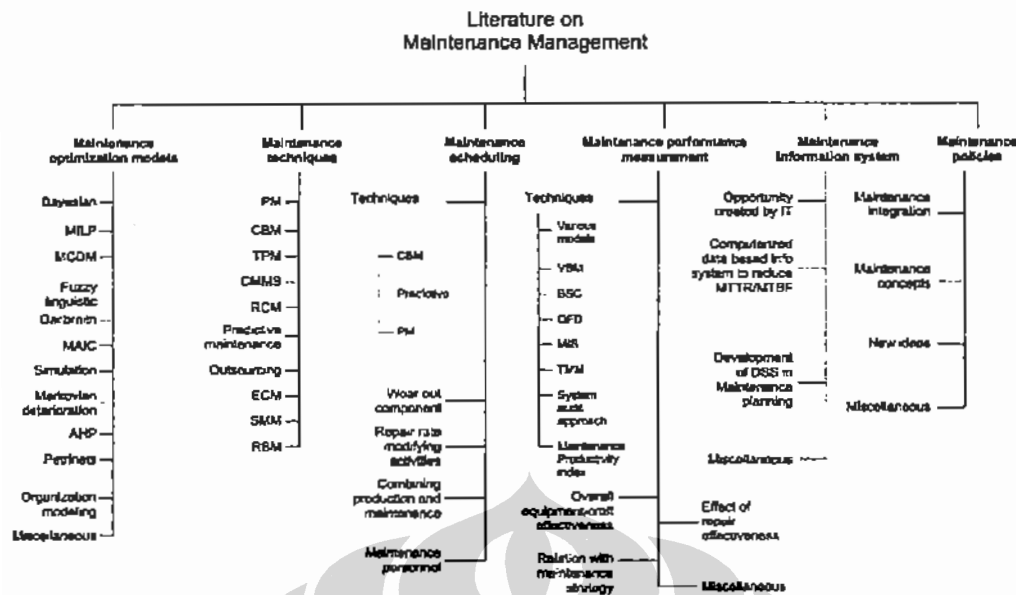 Literature on
Maintenance Management
Maintenance
optimization models
Bayesian
MILP
MCDM
Fuzzy
linguistic
MAIC
Simulation
Markovian
deterioration
AHP
Petrinets
Organization
modeling
Miscellaneous
Maintenance
techniques
PM
CBM
TPM
CMMS
RCM
Predictive
maintenance
Outsourcing
ECM
SMM
RBM
Maintenance
scheduling
Techniques
CBM
Predictive
PM
Wear out
component
Repair rate
modifying
activities
Combining
production and
maintenance
Maintenance
personnel
Maintenance performance
measurement
Techniques
Various
models
VBM
BSC
QFD
MIS
TMM
System
audit
approach
Maintenance
Productivity
index
Overall
equipment/craft
effectiveness
Relation with
maintenance
strategy
Effect of
repair
effectiveness
Miscellaneous
Maintenance
information system
Opportunity
created by IT
Computerized
data based info
system to reduce
MTTR/MTBF
Development
of DSS in
Maintenance
planning
Miscellaneous
Maintenance
policies
Maintenance
integration
Maintenance
concepts
New ideas
Miscellaneous